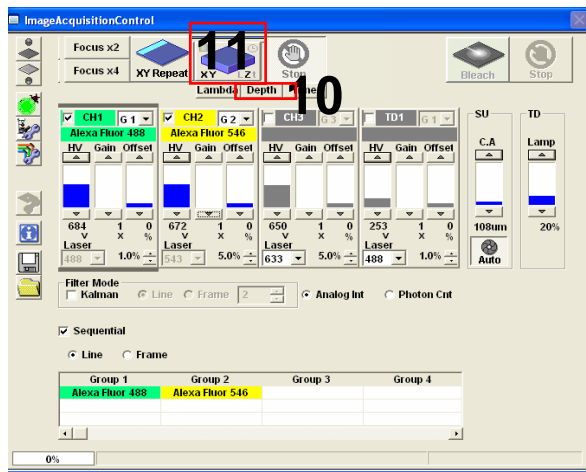 ImageAcquisitionControl
Focus x2
Focus x4
XY Repeat
11
XY LZt
Stop
Bleach
Stop
Lambda Depth
10
CH1 G 1 CH2 G 2 CH3 G 3 TD1 G 1
SU
TD
Alexa Fluor 488 Alexa Fluor 546
HV Gain Offset HV Gain Offset HV Gain Offset HV Gain Offset
C.A
Lamp
684 1 0 672 1 0 650 1 0 253 1 0
V X % V X % V X % V X %
108um
20%
Laser Laser Laser Laser
488 1.0% 543 5.0% 633 5.0% 488 1.0%
Auto
Filter Mode
Kalman Line Frame 2 Analog Int Photon Cnt
Sequential
Line Frame
Group 1 Group 2 Group 3 Group 4
Alexa Fluor 488 Alexa Fluor 546
0%